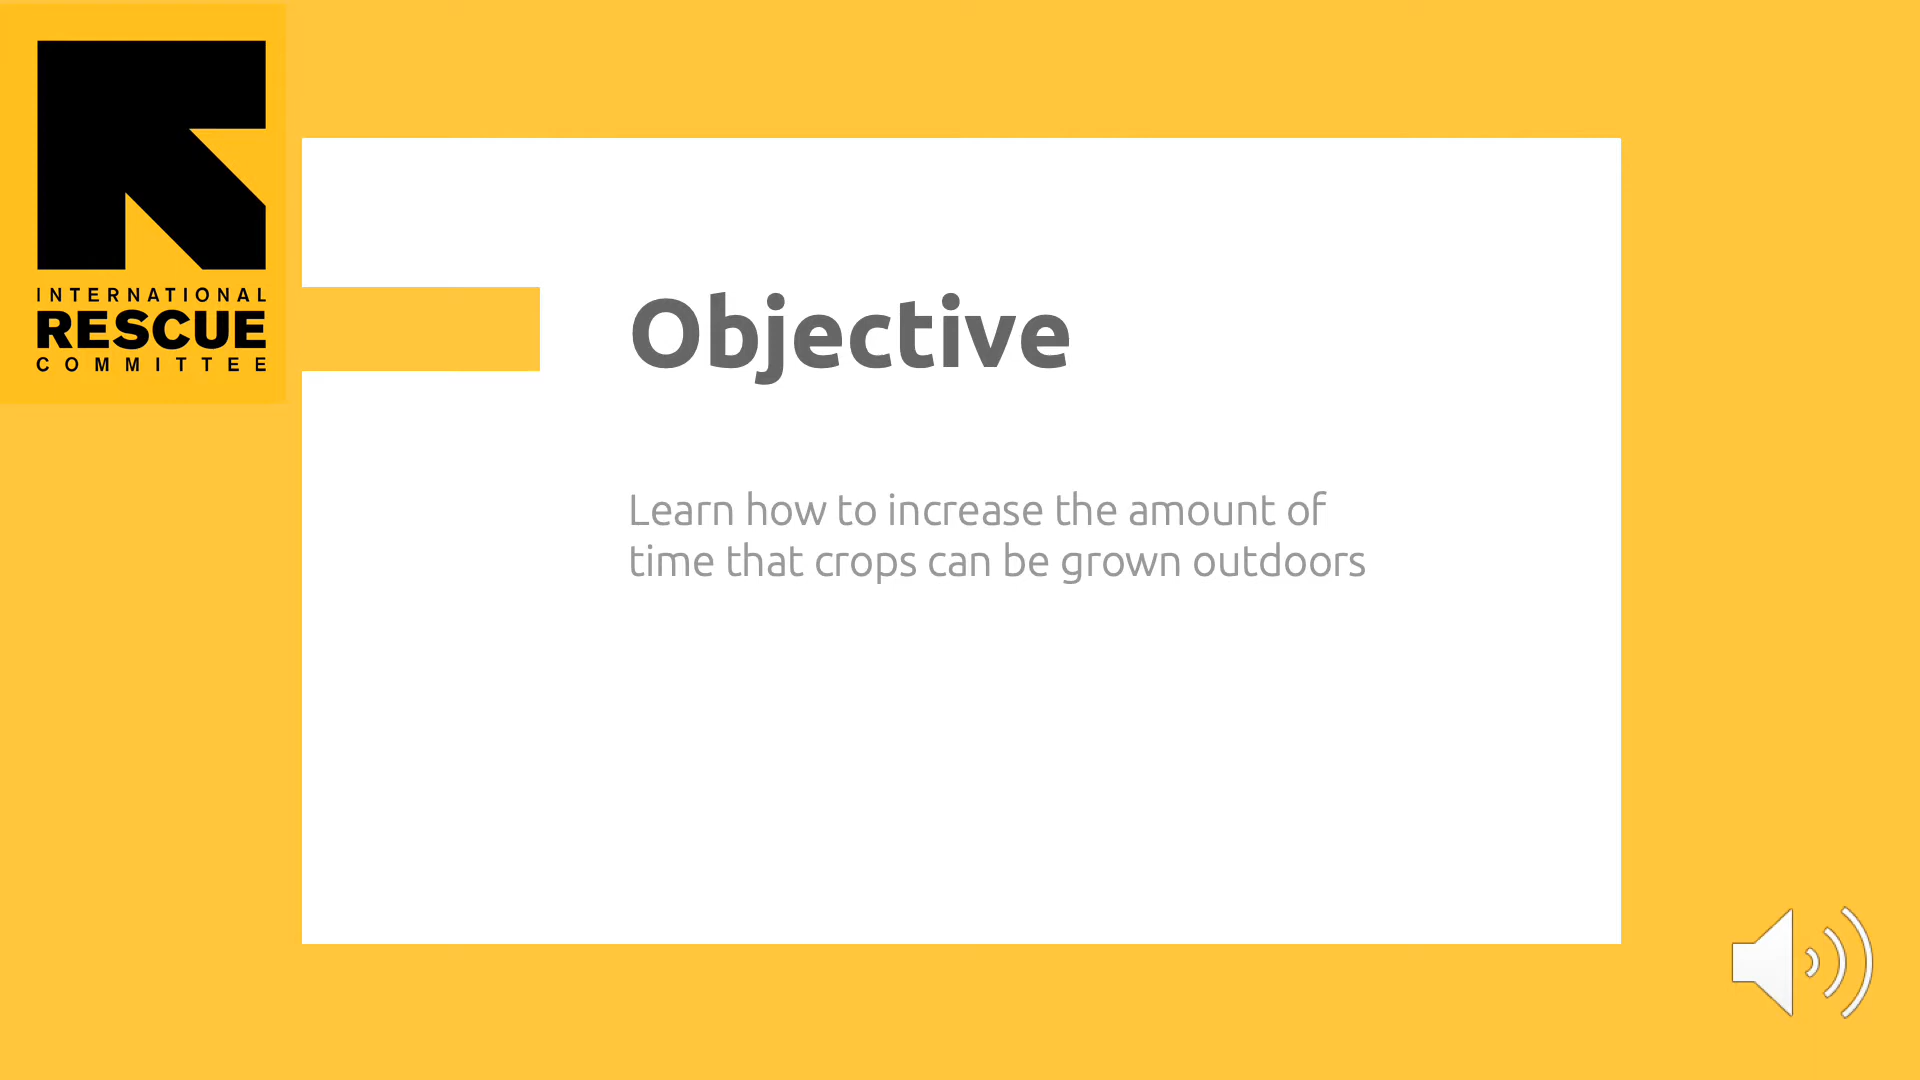 INTERNATIONAL
RESCUE
COMMITTEE
Objective
Learn how to increase the amount of
time that crops can be grown outdoors